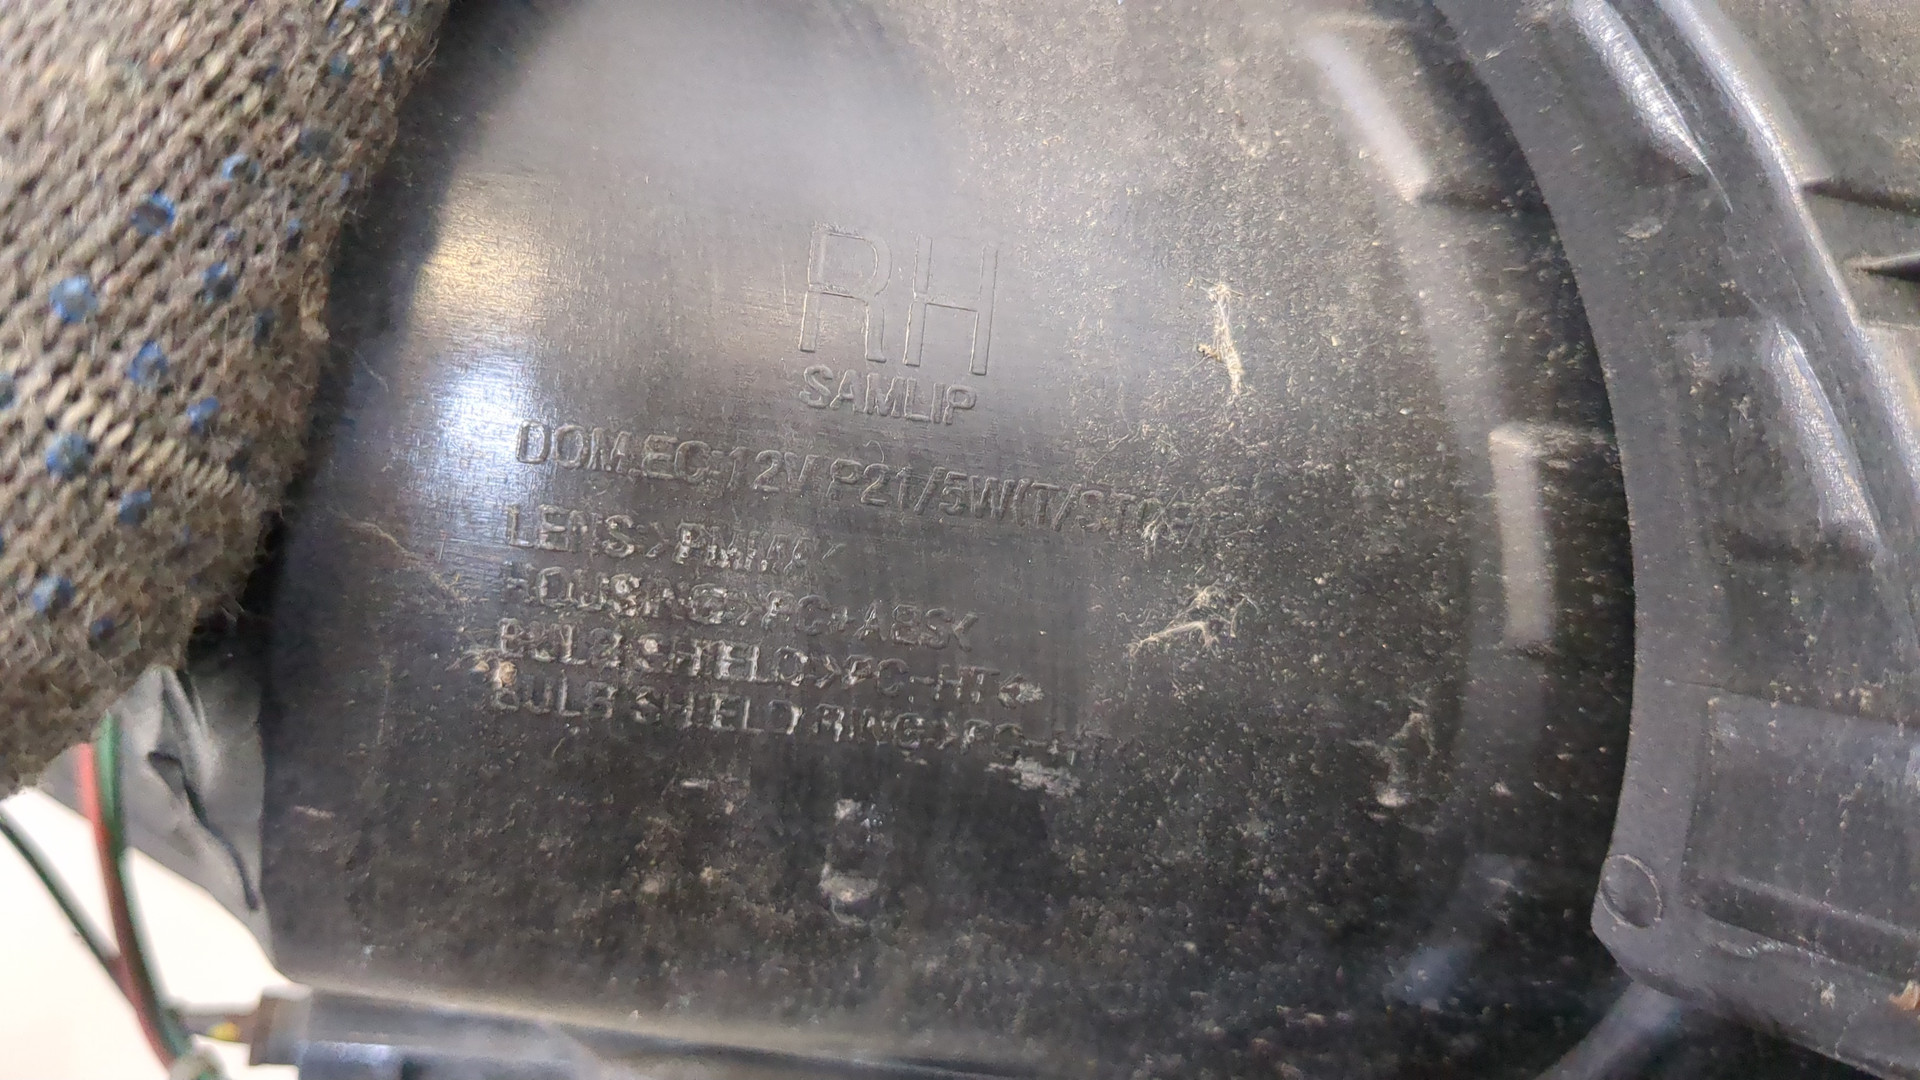 RH
SAMLIP
DOM.EC:12V P21/5W(T/STOP)
LENS>PMMA<
HOUSING>PC+ABS<
BULB SHIELD>PC-HT<
BULB SHIELD RING>PC-HT